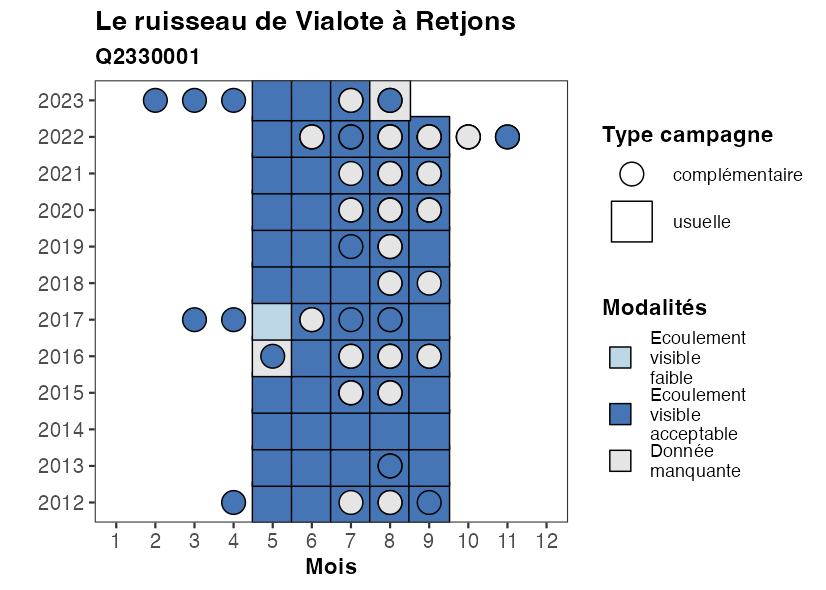 Le ruisseau de Vialote à Retjons
Q2330001
2023
2022
2021
2020
2019
2018
2017
2016
2015
2014
2013
2012
1 2 3 4 5 6 7 8 9 10 11 12
Mois
Type campagne
complémentaire
usuelle
Modalités
Ecoulement
visible
faible
Ecoulement
visible
acceptable
Donnée
manquante